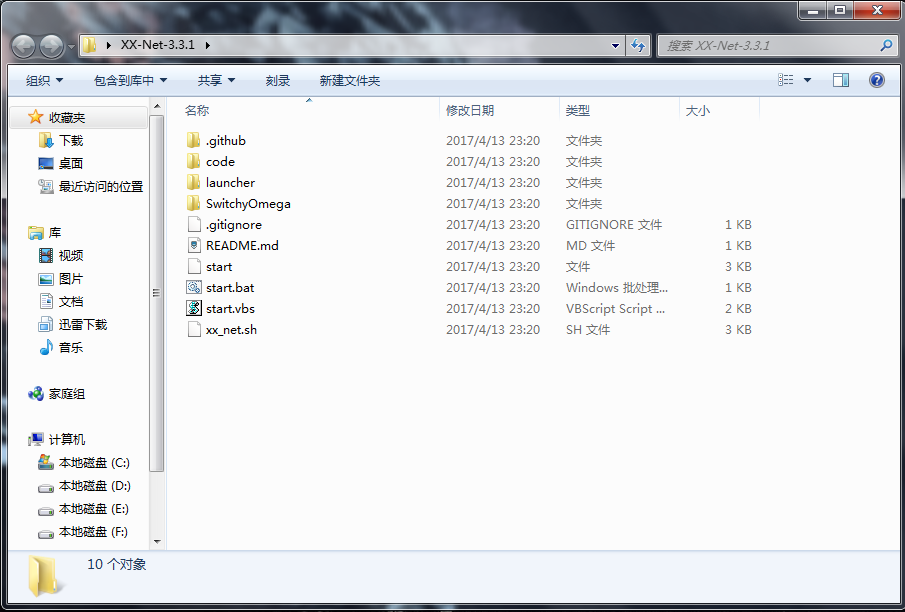 XX-Net-3.3.1
搜索 XX-Net-3.3.1
组织 包含到库中 共享 刻录 新建文件夹
收藏夹
下载
桌面
最近访问的位置
库
视频
图片
文档
迅雷下载
音乐
家庭组
计算机
本地磁盘 (C:)
本地磁盘 (D:)
本地磁盘 (E:)
本地磁盘 (F:)
名称 修改日期 类型 大小
.github 2017/4/13 23:20 文件夹
code 2017/4/13 23:20 文件夹
launcher 2017/4/13 23:20 文件夹
SwitchyOmega 2017/4/13 23:20 文件夹
.gitignore 2017/4/13 23:20 GITIGNORE 文件 1 KB
README.md 2017/4/13 23:20 MD 文件 1 KB
start 2017/4/13 23:20 文件 3 KB
start.bat 2017/4/13 23:20 Windows 批处理... 1 KB
start.vbs 2017/4/13 23:20 VBScript Script ... 2 KB
xx_net.sh 2017/4/13 23:20 SH 文件 3 KB
10 个对象